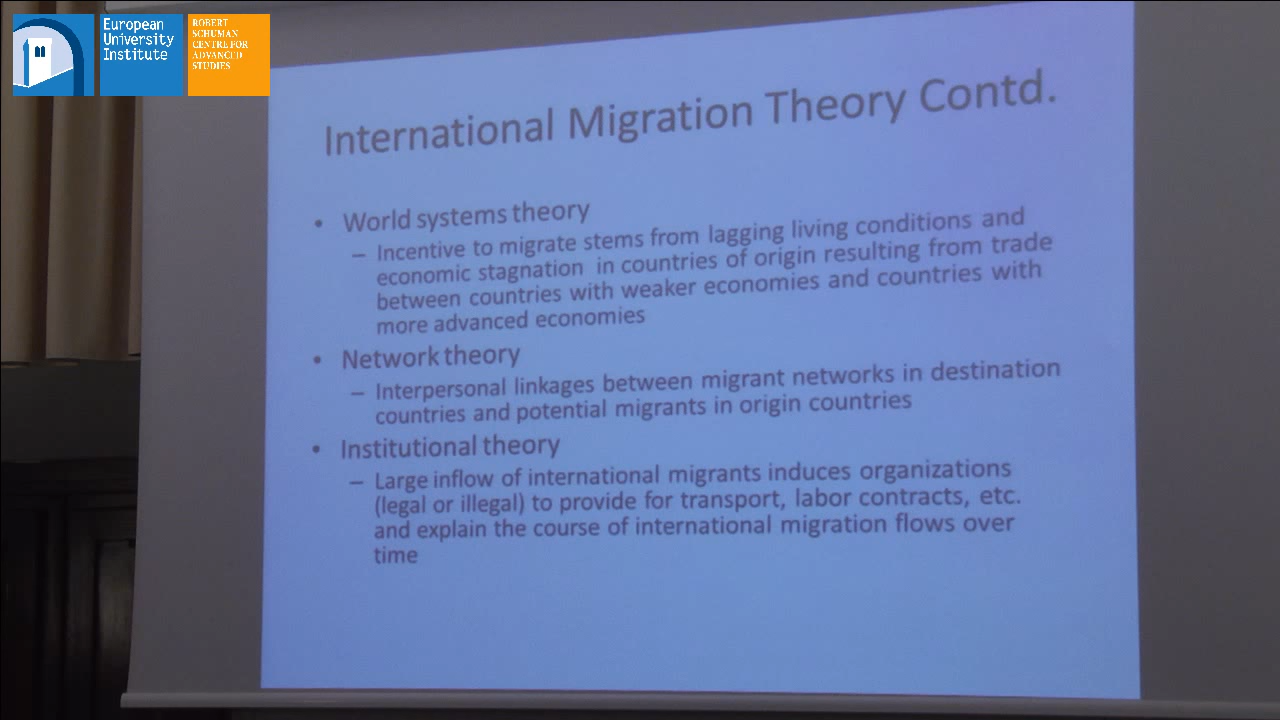 European
University
Institute
ROBERT
SCHUMAN
CENTRE FOR
ADVANCED
STUDIES
International Migration Theory Contd.
• World systems theory
– Incentive to migrate stems from lagging living conditions and
economic stagnation in countries of origin resulting from trade
between countries with weaker economies and countries with
more advanced economies
• Network theory
– Interpersonal linkages between migrant networks in destination
countries and potential migrants in origin countries
• Institutional theory
– Large inflow of international migrants induces organizations
(legal or illegal) to provide for transport, labor contracts, etc.
and explain the course of international migration flows over
time